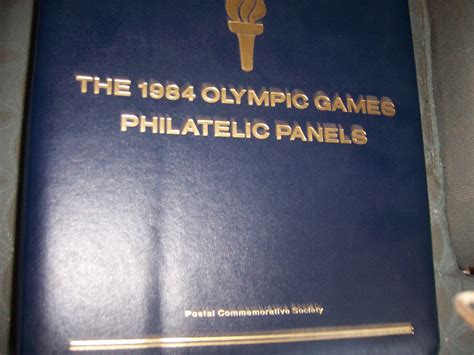 THE 1984 OLYMPIC GAMES
PHILATELIC PANELS
Postal Commemorative Society